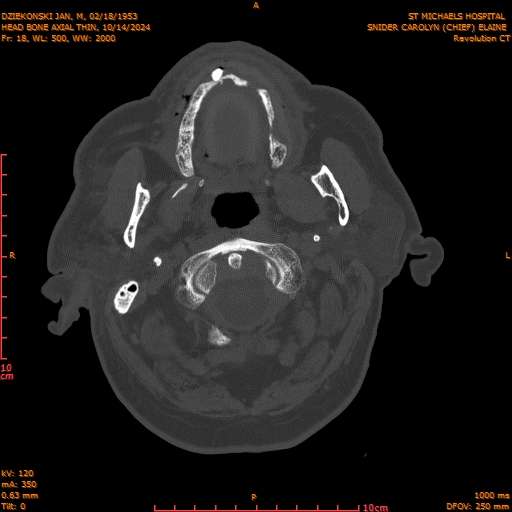 A
DZIEKONSKI JAN, M, 02/18/1953
HEAD BONE AXIAL THIN, 10/14/2024
Fr: 18, WL: 500, WW: 2000
ST MICHAELS HOSPITAL
SNIDER CAROLYN (CHIEF) ELAINE
Revolution CT
R
L
10
cm
kV: 120
mA: 350
0.63 mm
Tilt: 0
P
10cm
1000 ms
DFOV: 250 mm